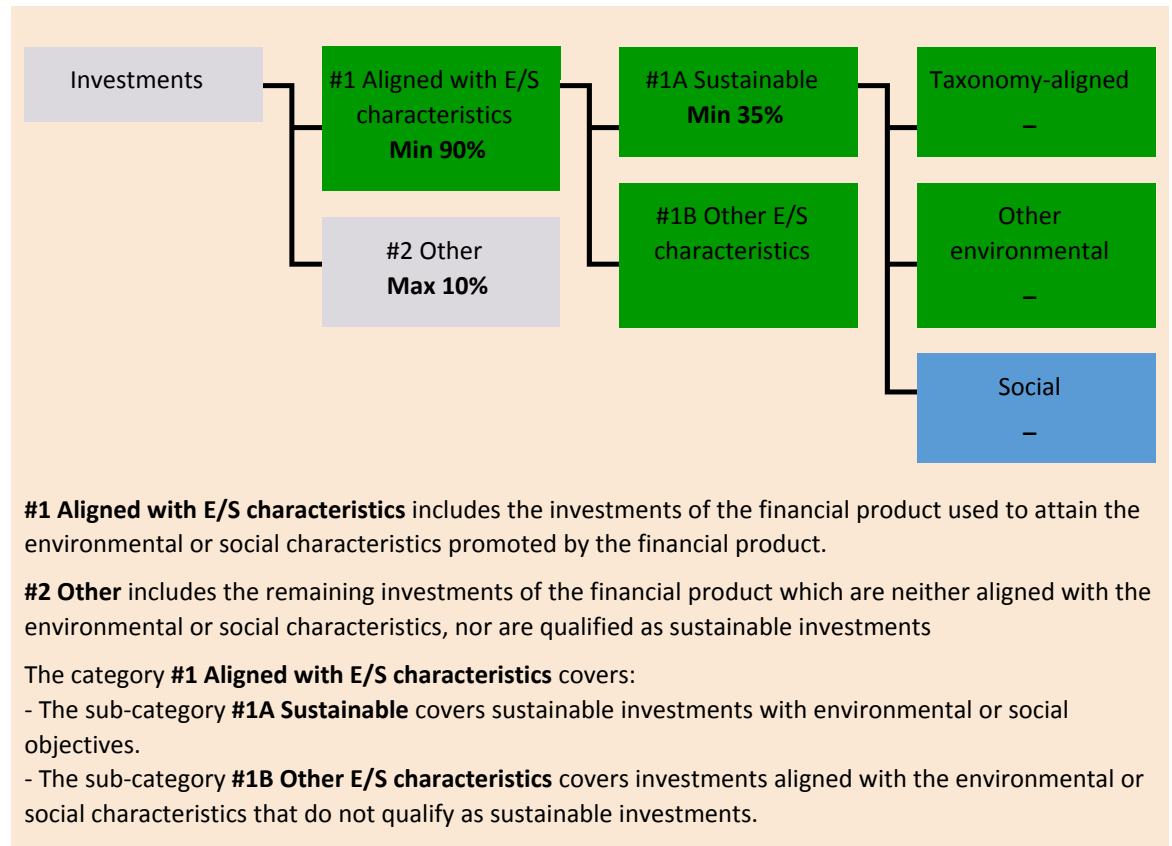 Investments
#1 Aligned with E/S
characteristics
Min 90%
#2 Other
Max 10%
#1A Sustainable
Min 35%
#1B Other E/S
characteristics
Taxonomy-aligned
–
Other
environmental
–
Social
–
#1 Aligned with E/S characteristics includes the investments of the financial product used to attain the
environmental or social characteristics promoted by the financial product.
#2 Other includes the remaining investments of the financial product which are neither aligned with the
environmental or social characteristics, nor are qualified as sustainable investments
The category #1 Aligned with E/S characteristics covers:
- The sub-category #1A Sustainable covers sustainable investments with environmental or social
objectives.
- The sub-category #1B Other E/S characteristics covers investments aligned with the environmental or
social characteristics that do not qualify as sustainable investments.